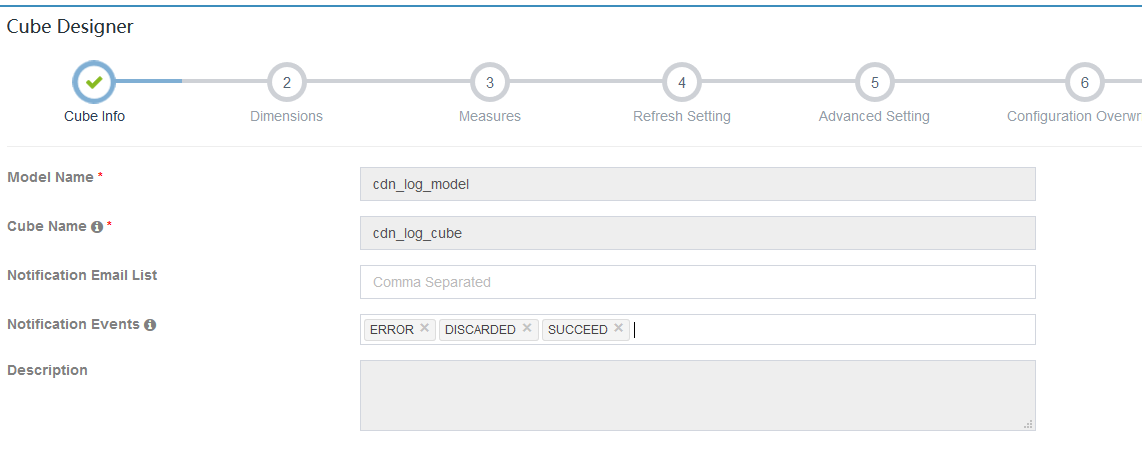 Cube Designer
2 3 4 5 6
Cube Info Dimensions Measures Refresh Setting Advanced Setting Configuration Overwr
Model Name * cdn_log_model
Cube Name * cdn_log_cube
Notification Email List Comma Separated
Notification Events ERROR × DISCARDED × SUCCEED ×
Description